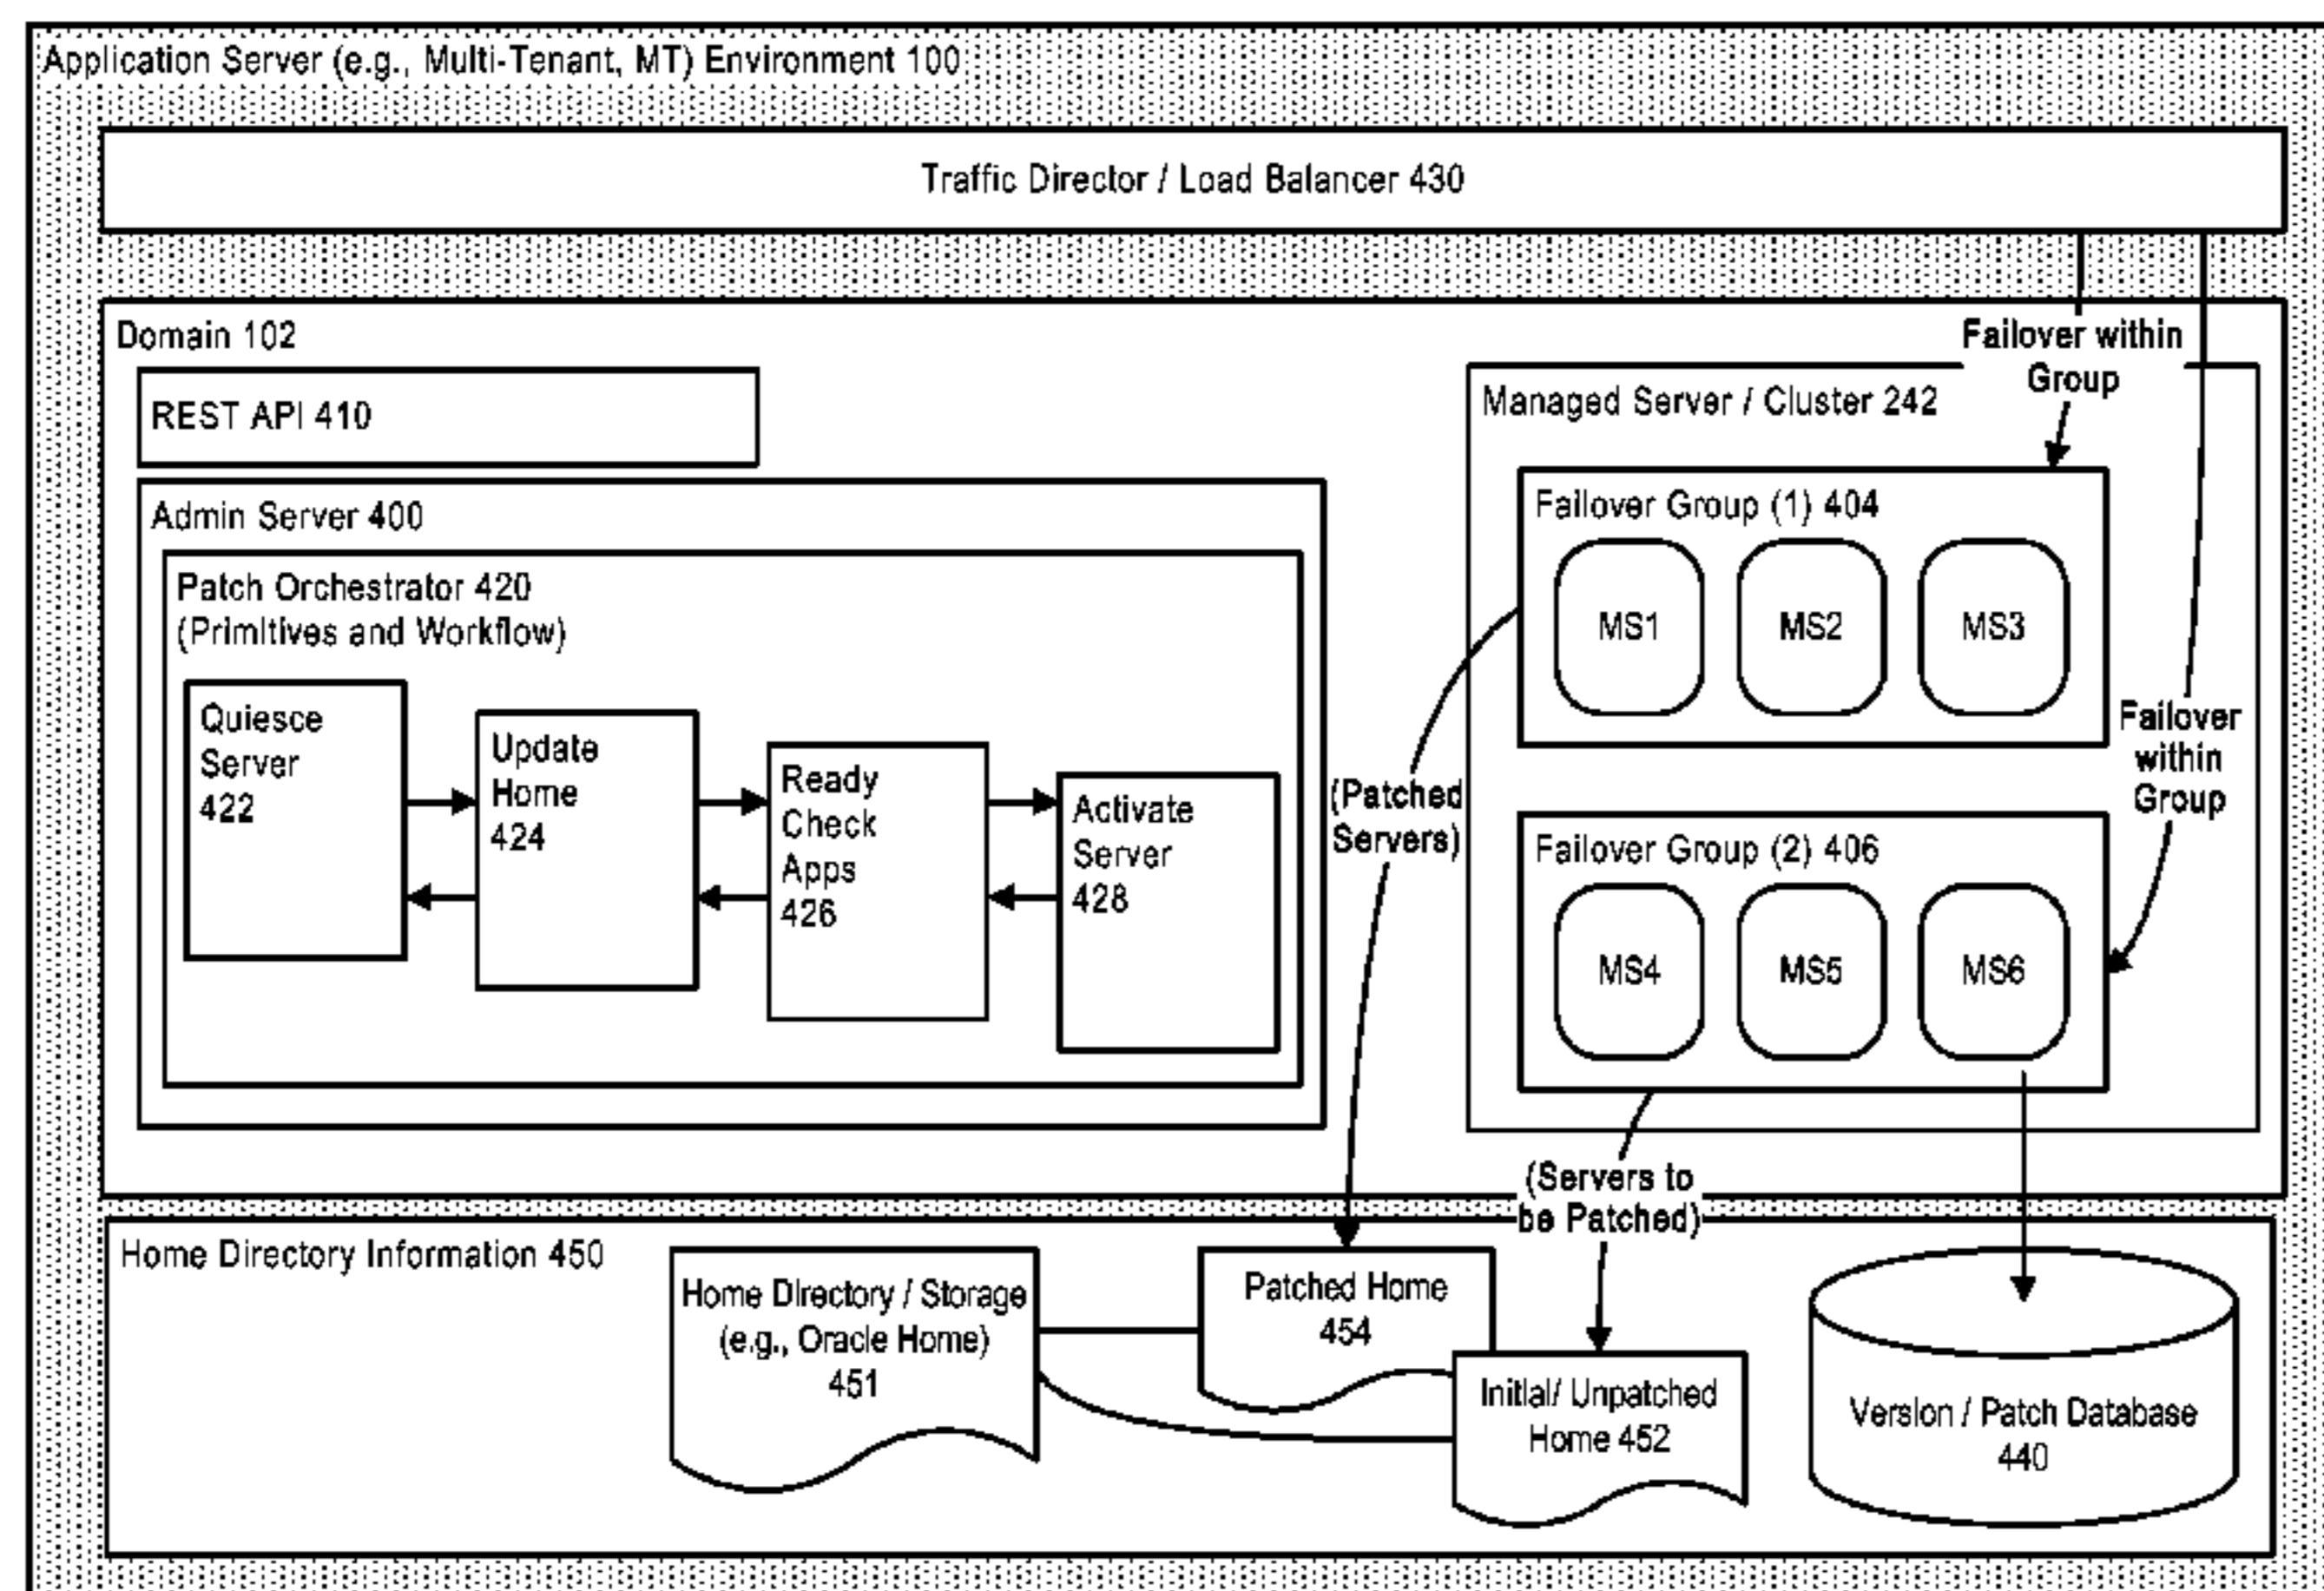 Application Server (e.g., Multi-Tenant, MT) Environment 100
Traffic Director / Load Balancer 430
Domain 102
REST API 410
Admin Server 400
Patch Orchestrator 420
(Primitives and Workflow)
Quiesce
Server
422
Update
Home
424
Ready
Check
Apps
426
Activate
Server
428
Failover within
Group
Managed Server / Cluster 242
Failover Group (1) 404
MS1
MS2
MS3
Failover
within
Group
(Patched
Servers)
Failover Group (2) 406
MS4
MS5
MS6
(Servers to
be Patched)
Home Directory Information 450
Home Directory / Storage
(e.g., Oracle Home)
451
Patched Home
454
Initial/ Unpatched
Home 452
Version / Patch Database
440